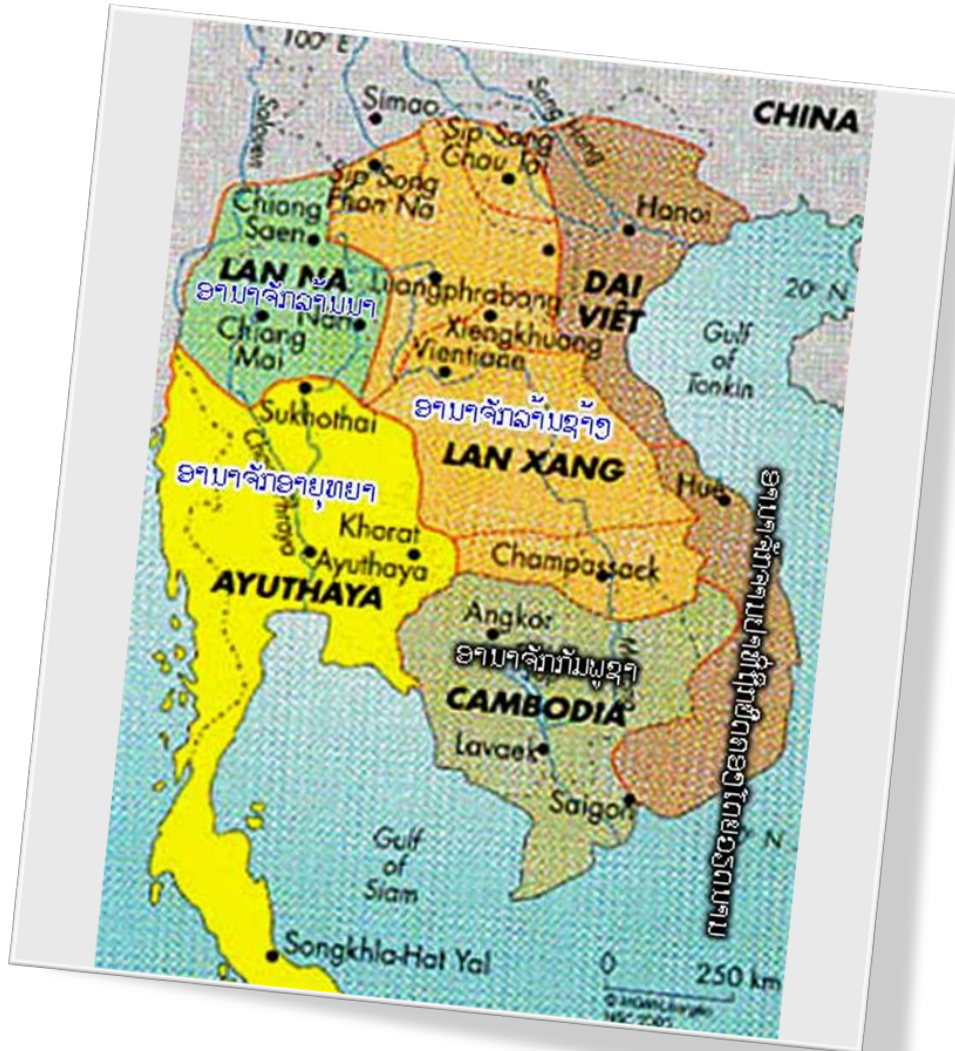 100° E
CHINA
Salween
Simao
Song Hong
Sip Song
Chau Tai
Sip Song
Phan Na
Chiang
Saen
Hanoi
LAN NA
ອານາຈັກລ້ານນາ
Nan
Chiang
Mai
Luangphrabang
Xiengkhuang
Vientiane
DAI
VIÊT
20° N
Gulf
of
Tonkin
Sukhothai
ອານາຈັກລ້ານຊ້າງ
LAN XANG
Hue
ອານາຈັກອາຍຸທຍາ
Khorat
Ayuthaya
AYUTHAYA
Champassack
Angkor
ອານາຈັກກັມພູຊາ
CAMBODIA
Lavaek
Saigon
Gulf
of
Siam
Songkhla-Hat Yai
0 250 km